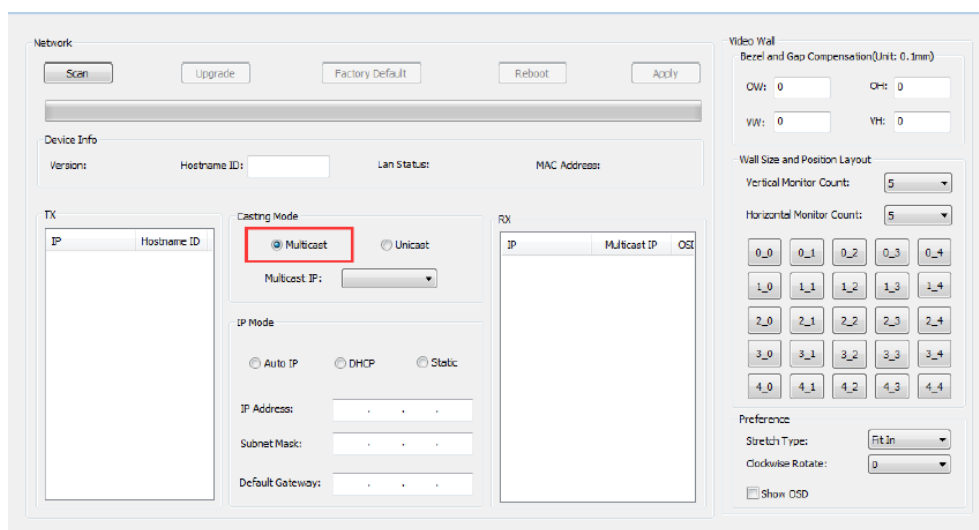 Network
Scan Upgrade Factory Default Reboot Apply
Device Info
Version: Hostname ID: Lan Status: MAC Address:
TX
IP Hostname ID
Casting Mode
Multicast Unicast
Multicast IP:
IP Mode
Auto IP DHCP Static
IP Address: . . .
Subnet Mask: . . .
Default Gateway: . . .
RX
IP Multicast IP OSI
Video Wall
Bezel and Gap Compensation(Unit: 0.1mm)
OW: 0 OH: 0
VW: 0 VH: 0
Wall Size and Position Layout
Vertical Monitor Count: 5
Horizontal Monitor Count: 5
0_0 0_1 0_2 0_3 0_4
1_0 1_1 1_2 1_3 1_4
2_0 2_1 2_2 2_3 2_4
3_0 3_1 3_2 3_3 3_4
4_0 4_1 4_2 4_3 4_4
Preference
Stretch Type: Fit In
Clockwise Rotate: 0
Show OSD